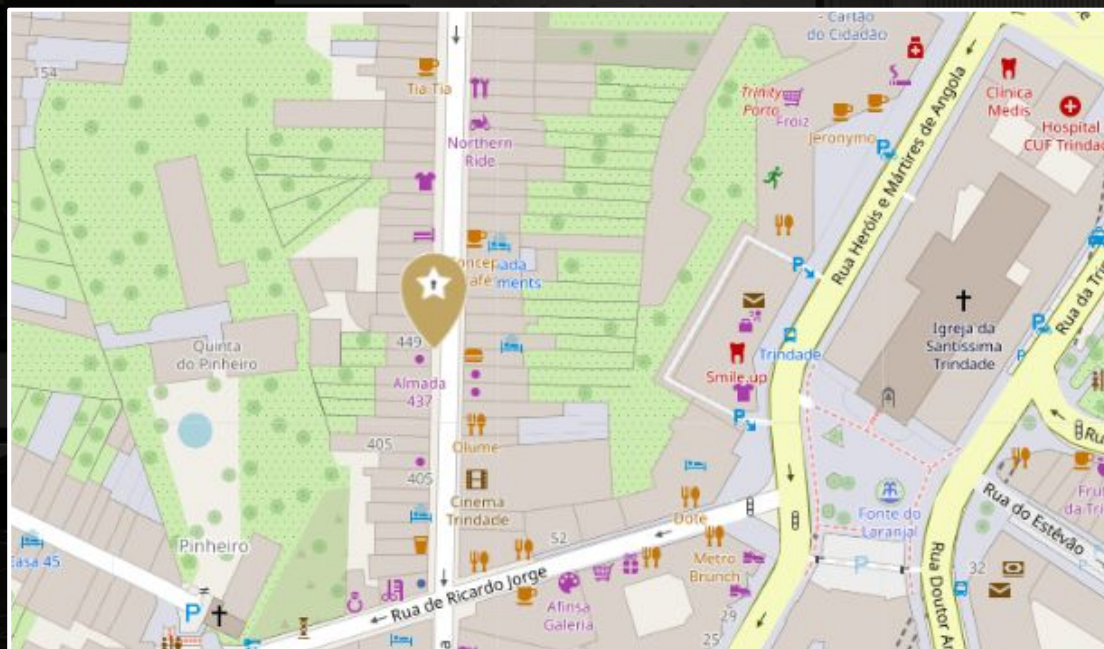 - Cartão
do Cidadão
154
Tia Tia
Northern
Ride
Trinity
Porto
Froiz
Jeronymo
Clínica
Medis
Hospital
CUF Trindad
Rua Heróis e Mártires de Angola
Rua da Tri
Igreja da
Santíssima
Trindade
ments
Quinta
do Pinheiro
449
Almada
437
Smile.up
Trindade
405
405
Olume
Cinema
Trindade
Fonte do
Laranjal
Rua do Estêvão
Dote
52
Metro
Brunch
Pinheiro
Casa 45
P
Rua de Ricardo Jorge
Afinsa
Galeria
29
25
32
Rua Doutor A